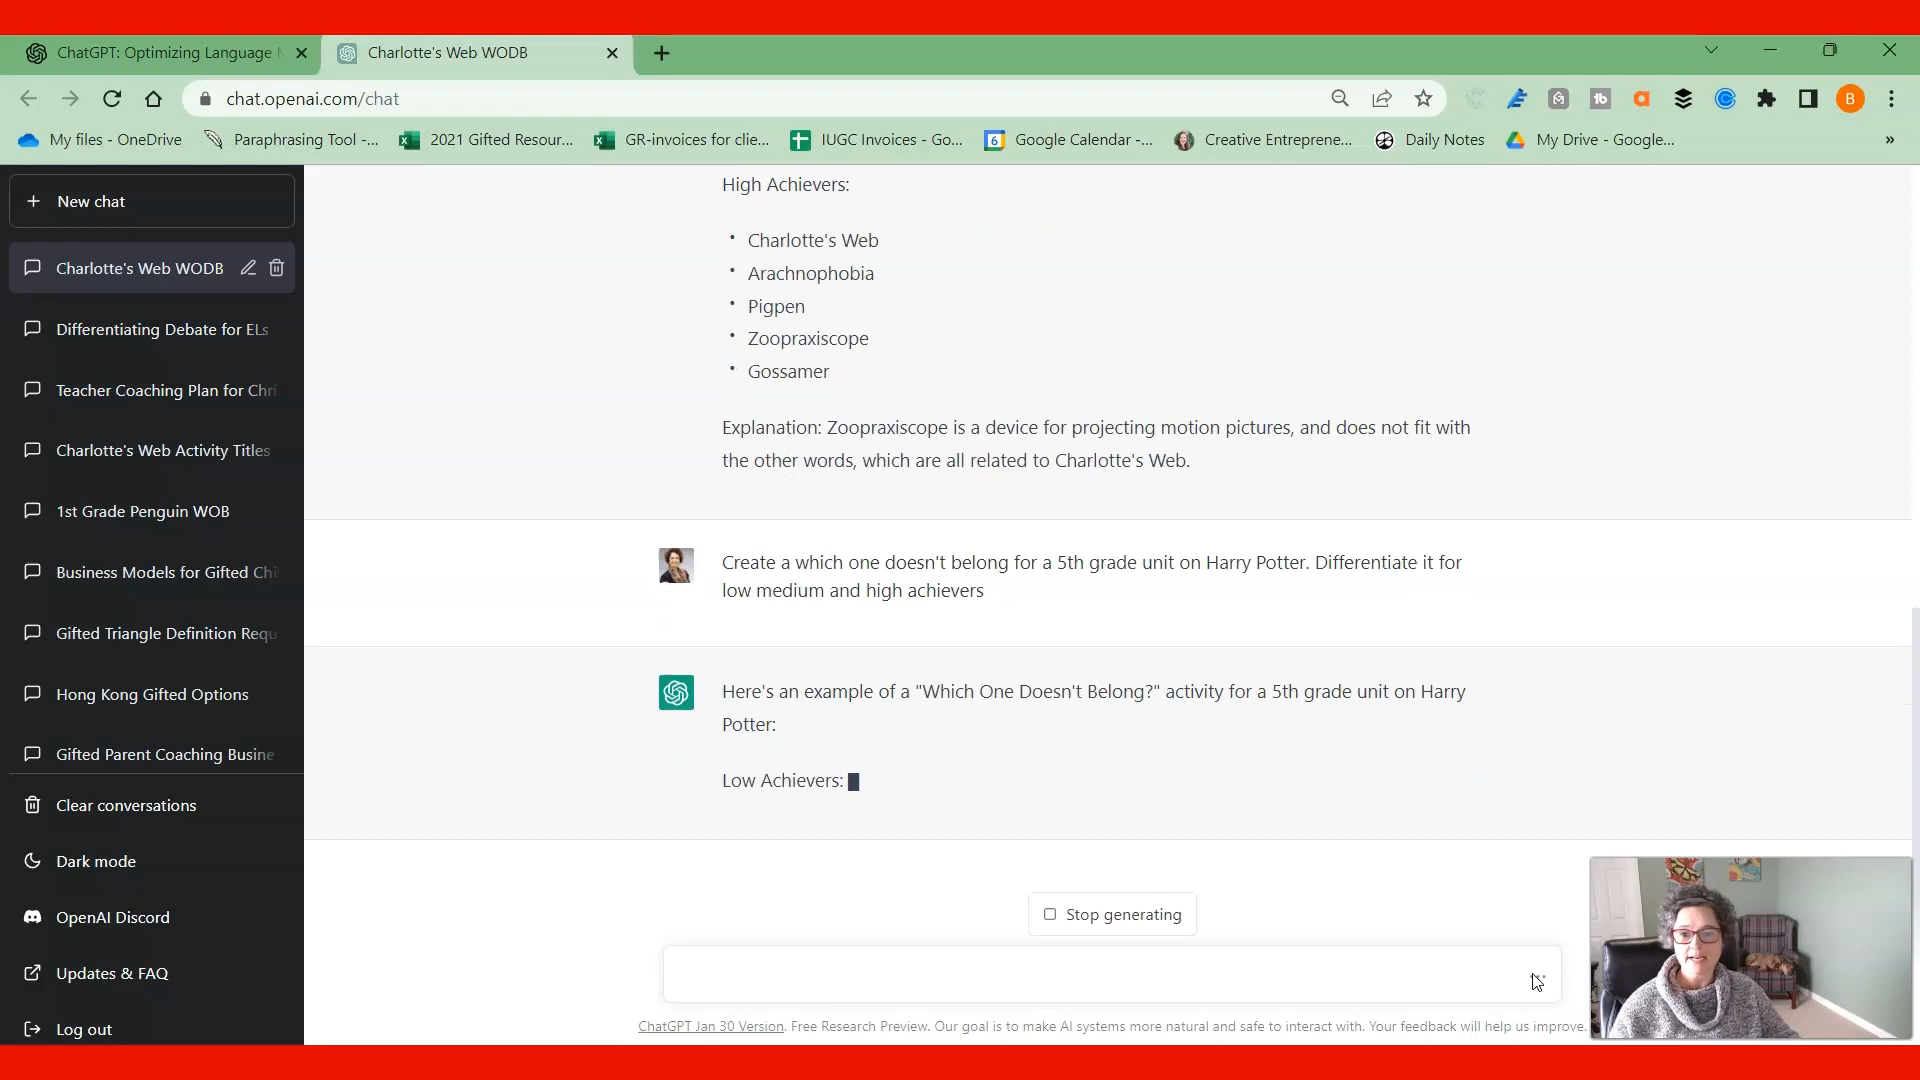 ChatGPT: Optimizing Language
Charlotte's Web WODB
chat.openai.com/chat
B
My files - OneDrive
Paraphrasing Tool -...
2021 Gifted Resour...
GR-invoices for clie...
IUGC Invoices - Go...
6
Google Calendar -...
Creative Entreprene...
Daily Notes
My Drive - Google...
»
New chat
Charlotte's Web WODB
Differentiating Debate for ELs
Teacher Coaching Plan for Chri
Charlotte's Web Activity Titles
1st Grade Penguin WOB
Business Models for Gifted Chi
Gifted Triangle Definition Requ
Hong Kong Gifted Options
Gifted Parent Coaching Busine
Clear conversations
Dark mode
OpenAI Discord
Updates & FAQ
Log out
High Achievers:
• Charlotte's Web
• Arachnophobia
• Pigpen
• Zoopraxiscope
• Gossamer
Explanation: Zoopraxiscope is a device for projecting motion pictures, and does not fit with
the other words, which are all related to Charlotte's Web.
Create a which one doesn't belong for a 5th grade unit on Harry Potter. Differentiate it for
low medium and high achievers
Here's an example of a "Which One Doesn't Belong?" activity for a 5th grade unit on Harry
Potter:
Low Achievers:
Stop generating
ChatGPT Jan 30 Version. Free Research Preview. Our goal is to make AI systems more natural and safe to interact with. Your feedback will help us improve.